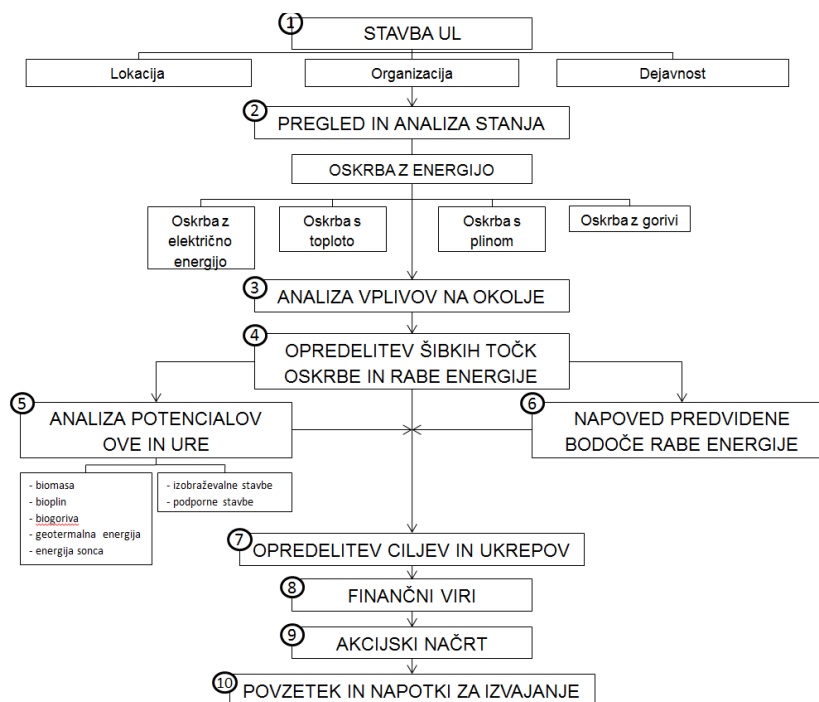 1
STAVBA UL
Lokacija
Organizacija
Dejavnost
2
PREGLED IN ANALIZA STANJA
OSKRBA Z ENERGIJO
Oskrba z
električno
energijo
Oskrba s
toploto
Oskrba s
plinom
Oskrba z gorivi
3
ANALIZA VPLIVOV NA OKOLJE
4
OPREDELITEV ŠIBKIH TOČK
OSKRBE IN RABE ENERGIJE
5
ANALIZA POTENCIALOV
OVE IN URE
6
NAPOVED PREDVIDENE
BODOČE RABE ENERGIJE
- biomasa
- bioplin
- biogoriva
- geotermalna energija
- energija sonca
- izobraževalne stavbe
- podporne stavbe
7
OPREDELITEV CILJEV IN UKREPOV
8
FINANČNI VIRI
9
AKCIJSKI NAČRT
10
POVZETEK IN NAPOTKI ZA IZVAJANJE